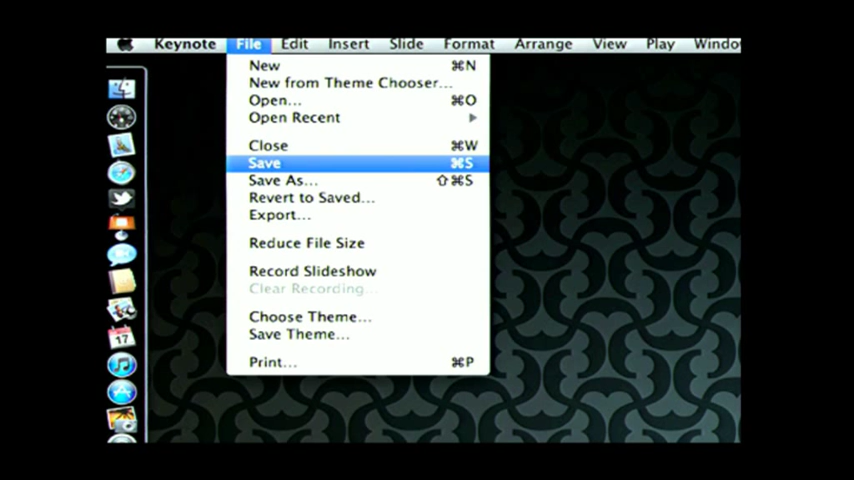 Keynote File Edit Insert Slide Format Arrange View Play Windo
New ⌘N
New from Theme Chooser...
Open... ⌘O
Open Recent ▶
Close ⌘W
Save ⌘S
Save As... ⇧⌘S
Revert to Saved...
Export...
Reduce File Size
Record Slideshow
Clear Recording...
Choose Theme...
Save Theme...
Print... ⌘P
17